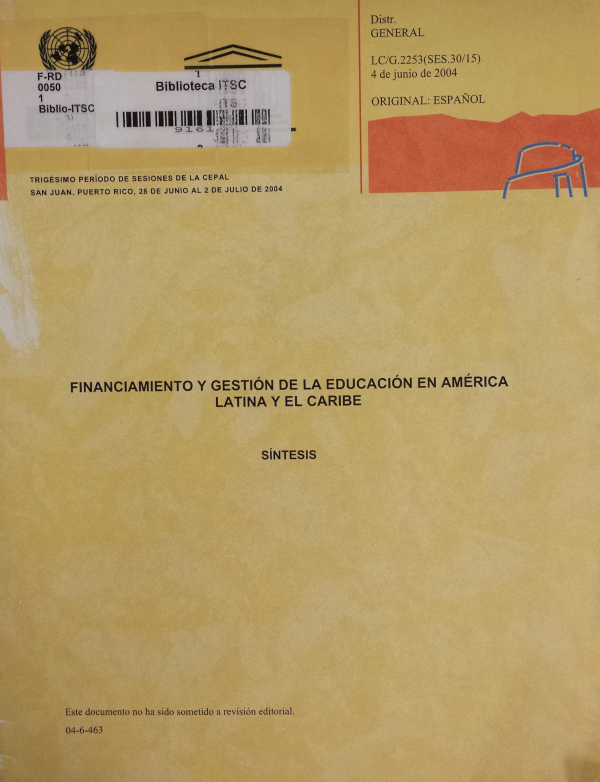 Distr.
GENERAL
LC/G.2253(SES.30/15)
4 de junio de 2004
ORIGINAL: ESPAÑOL
F-RD
0050
1
Biblio-ITSC
Biblioteca ITSC
TRIGÉSIMO PERÍODO DE SESIONES DE LA CEPAL
SAN JUAN, PUERTO RICO, 28 DE JUNIO AL 2 DE JULIO DE 2004
FINANCIAMIENTO Y GESTIÓN DE LA EDUCACIÓN EN AMÉRICA
LATINA Y EL CARIBE
SÍNTESIS
Este documento no ha sido sometido a revisión editorial.
04-6-463